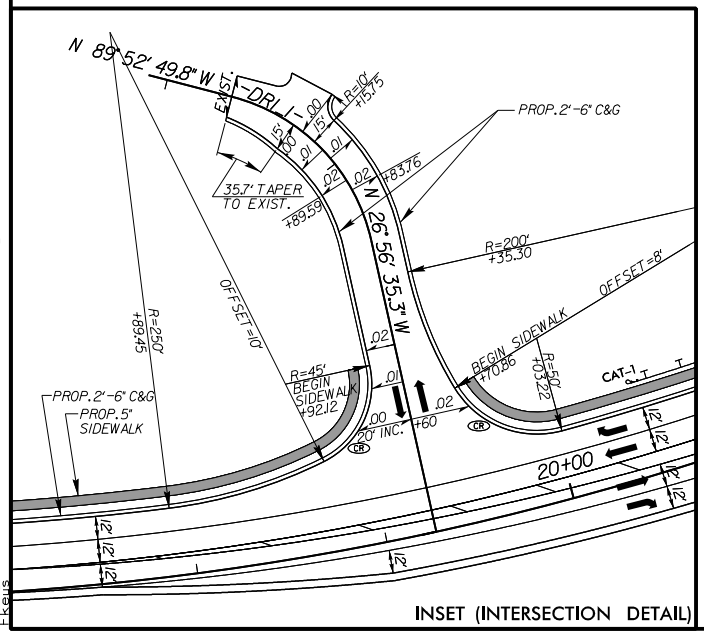 N 89° 52' 49.8" W
EXIST.
-DR1 1-
.00
15'
R=10'
+15.75
PROP. 2'-6" C&G
15'
.00
.01
.01
.02
.02
+83.76
35.7' TAPER
TO EXIST.
+89.59
N 26° 56' 35.3" W
R=200'
+35.30
OFFSET=8'
OFFSET=10'
R=250'
+89.45
R=45'
BEGIN
SIDEWALK
+92.12
.02
.01
.00
.02
20' INC.
+60
CR
CR
BEGIN SIDEWALK
+70.86
R=50'
+03.22
CAT-1
T
T
PROP. 2'-6" C&G
PROP. 5"
SIDEWALK
20+00
12'
12'
12'
12'
12'
12'
12'
12'
INSET (INTERSECTION DETAIL)